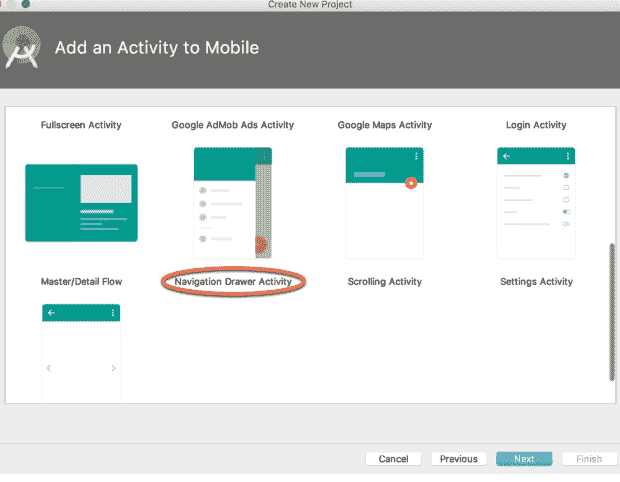 Create New Project
Add an Activity to Mobile
Fullscreen Activity
Google AdMob Ads Activity
Google Maps Activity
Login Activity
Master/Detail Flow
Navigation Drawer Activity
Scrolling Activity
Settings Activity
Cancel
Previous
Next
Finish